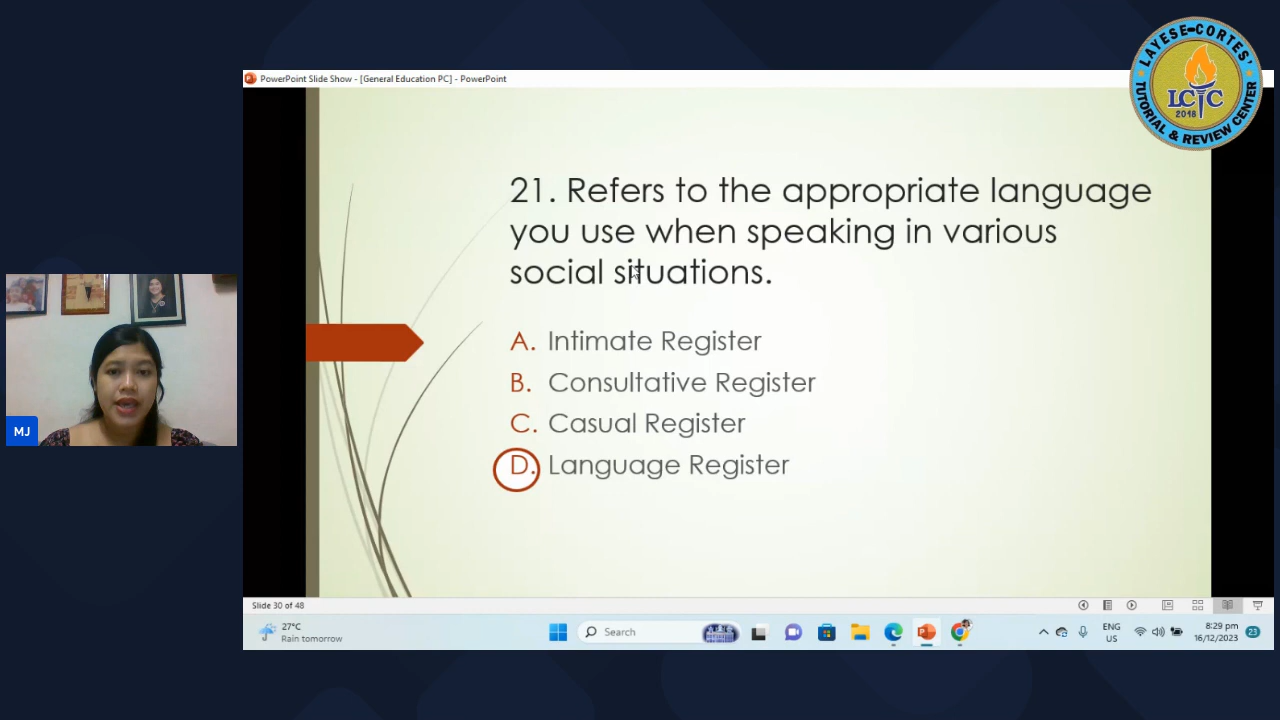 LAYESE-CORTES'
LCTC
2018
TUTORIAL & REVIEW CENTER
PowerPoint Slide Show - [General Education PC] - PowerPoint
21. Refers to the appropriate language
you use when speaking in various
social situations.
A. Intimate Register
B. Consultative Register
C. Casual Register
D. Language Register
MJ
Slide 30 of 48
27°C
Rain tomorrow
Search
ENG
US
8:29 pm
16/12/2023
23